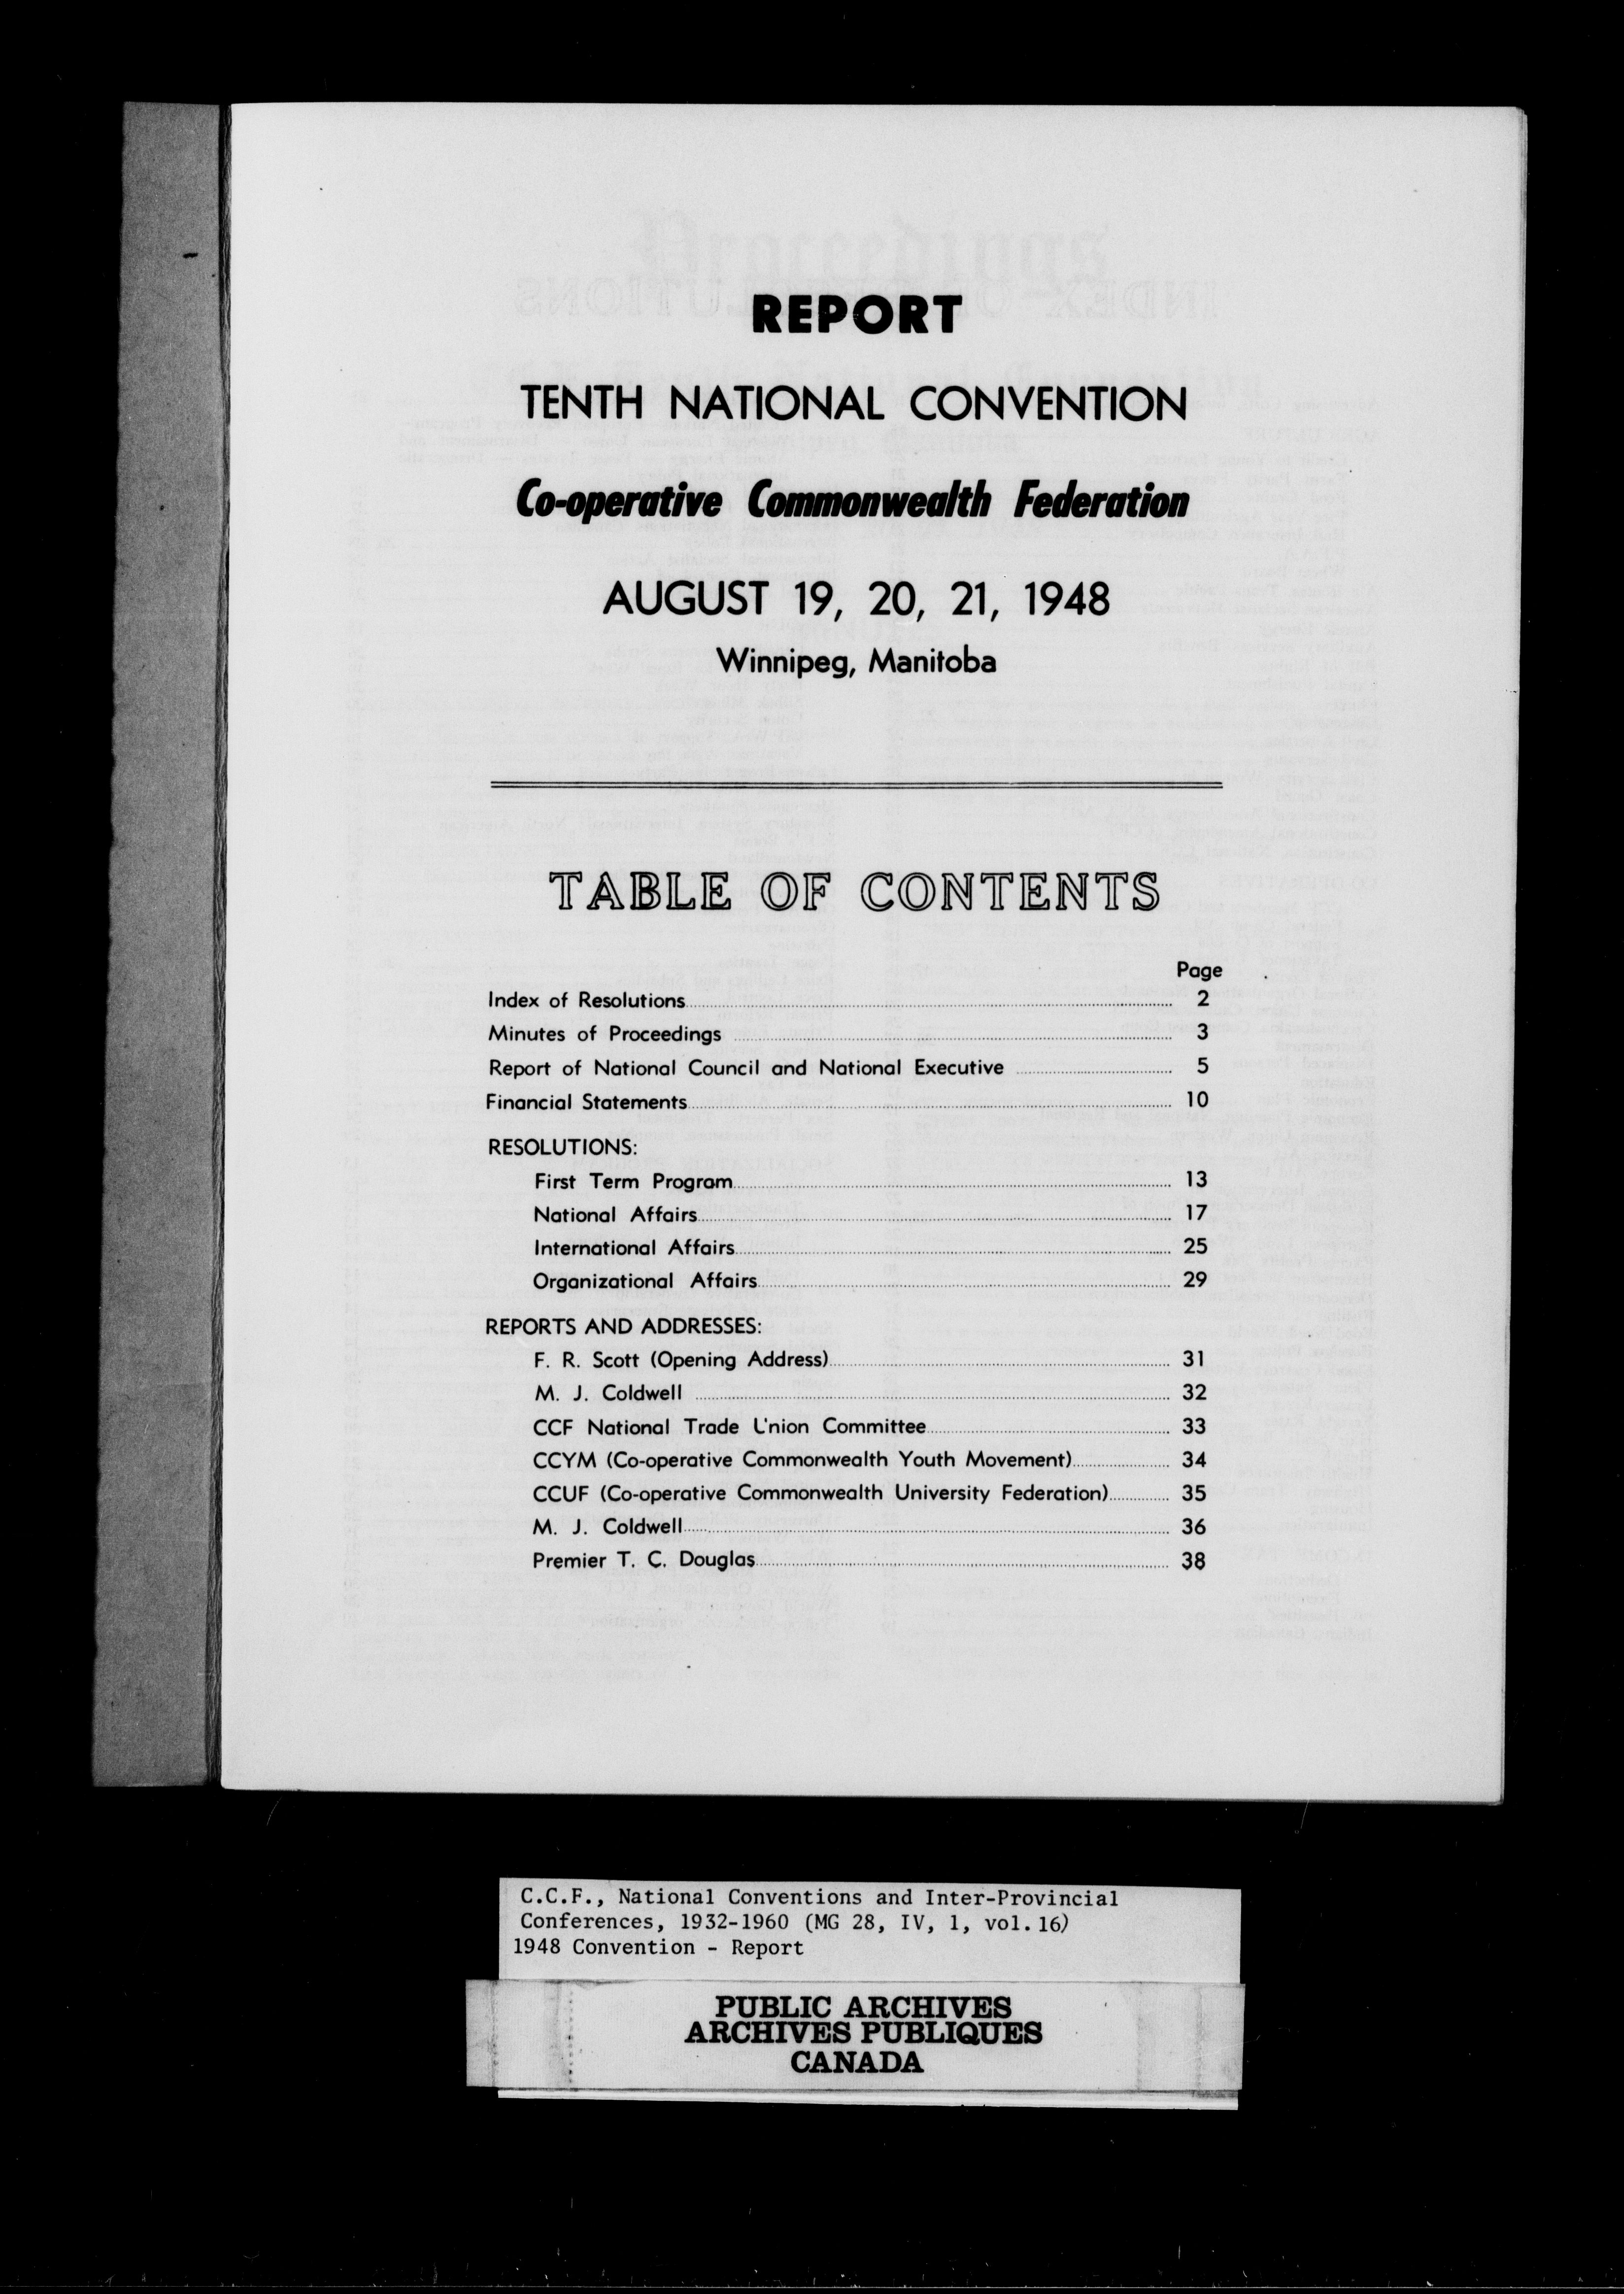 REPORT
TENTH NATIONAL CONVENTION
Co-operative Commonwealth Federation
AUGUST 19, 20, 21, 1948
Winnipeg, Manitoba
TABLE OF CONTENTS
Page
Index of Resolutions 2
Minutes of Proceedings 3
Report of National Council and National Executive 5
Financial Statements 10
RESOLUTIONS:
First Term Program 13
National Affairs 17
International Affairs 25
Organizational Affairs 29
REPORTS AND ADDRESSES:
F. R. Scott (Opening Address) 31
M. J. Coldwell 32
CCF National Trade Union Committee 33
CCYM (Co-operative Commonwealth Youth Movement) 34
CCUF (Co-operative Commonwealth University Federation) 35
M. J. Coldwell 36
Premier T. C. Douglas 38
C.C.F., National Conventions and Inter-Provincial
Conferences, 1932-1960 (MG 28, IV, 1, vol. 16)
1948 Convention - Report
PUBLIC ARCHIVES
ARCHIVES PUBLIQUES
CANADA